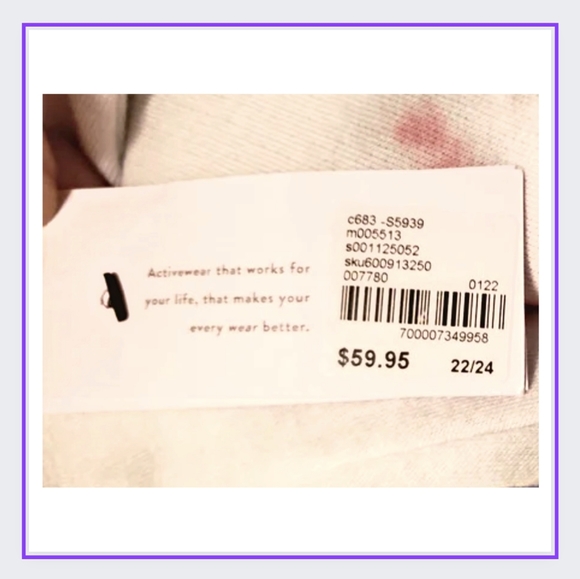 Activewear that works for
your life, that makes your
every wear better.
c683 -S5939
m005513
s001125052
sku600913250
007780
0122
700007349958
$59.95
22/24